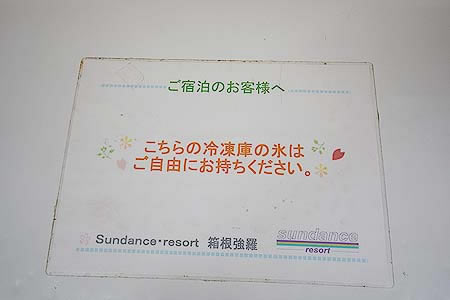 ご宿泊のお客様へ
こちらの冷凍庫の氷は
ご自由にお持ちください。
Sundance・resort 箱根強羅
sundance
resort